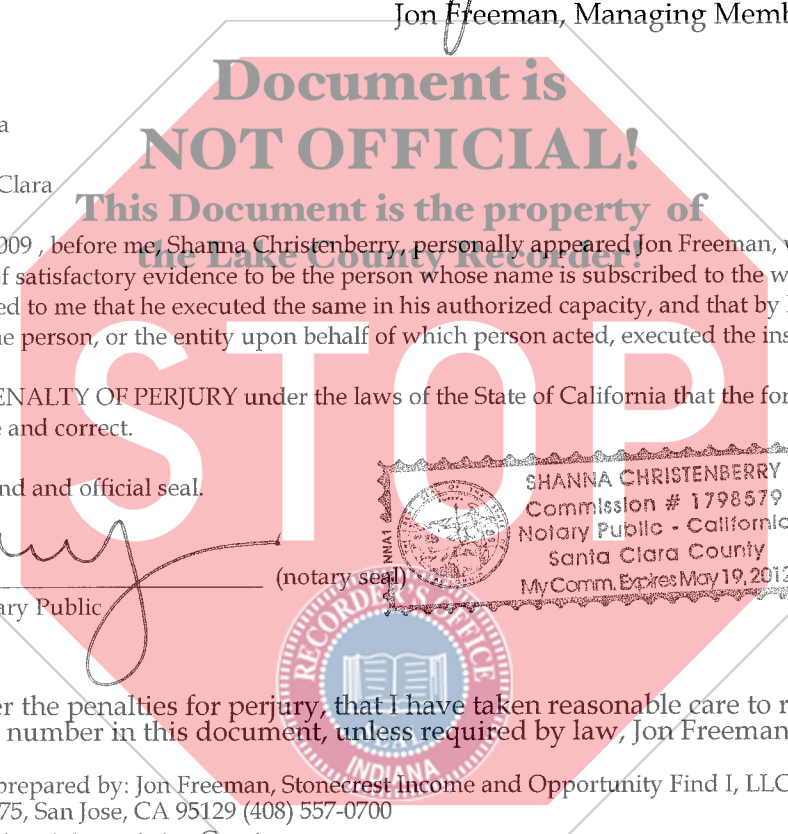 Jon Freeman, Managing Memb
Document is
NOT OFFICIAL!
a
Clara
This Document is the property of
the Lake County Recorder!
009 , before me, Shanna Christenberry, personally appeared Jon Freeman,
f satisfactory evidence to be the person whose name is subscribed to the w
ed to me that he executed the same in his authorized capacity, and that by
e person, or the entity upon behalf of which person acted, executed the ins
STOP
ENALTY OF PERJURY under the laws of the State of California that the for
e and correct.
nd and official seal.
SHANNA CHRISTENBERRY
Commission # 1798579
Notary Public - California
Santa Clara County
My Comm. Expires May 19, 2012
NNA1
(notary seal)
ary Public
RECORDER'S OFFICE
INDIANA
er the penalties for perjury, that I have taken reasonable care to r
number in this document, unless required by law, Jon Freeman
prepared by: Jon Freeman, Stonecrest Income and Opportunity Find I, LLC
75, San Jose, CA 95129 (408) 557-0700